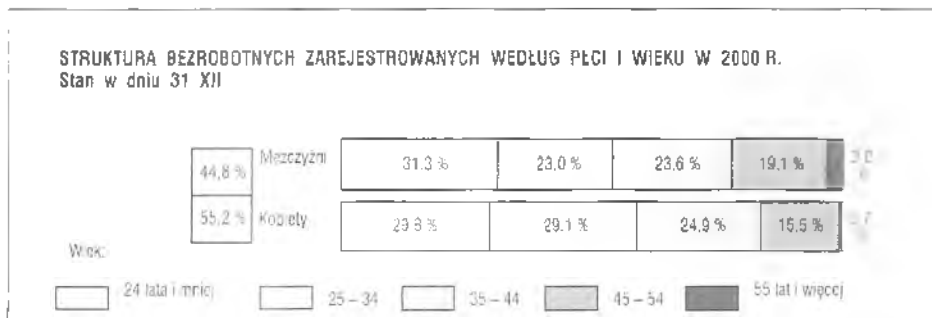 STRUKTURA BEZROBOTNYCH ZAREJESTROWANYCH WEDŁUG PŁCI I WIEKU W 2000 R.
Stan w dniu 31 XII
44,8 % Mężczyźni 31.3 % 23,0 % 23,6 % 19,1 %
55,2 % Kobiety 29.8 % 29.1 % 24,9 % 15,5 %
Wiek:
24 lata i mniej 25 – 34 35 – 44 45 – 54 55 lat i więcej